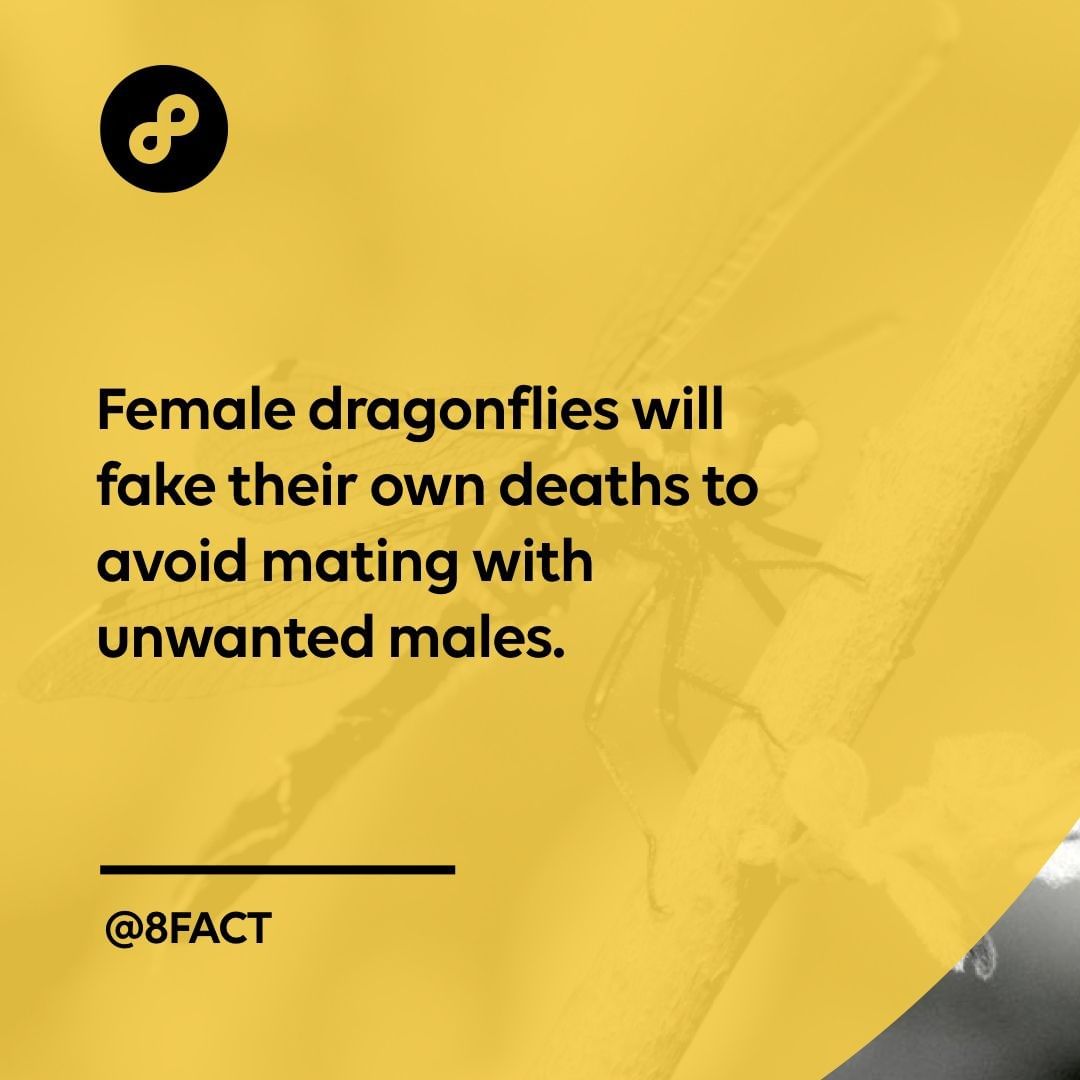 Female dragonflies will
fake their own deaths to
avoid mating with
unwanted males.
@8FACT